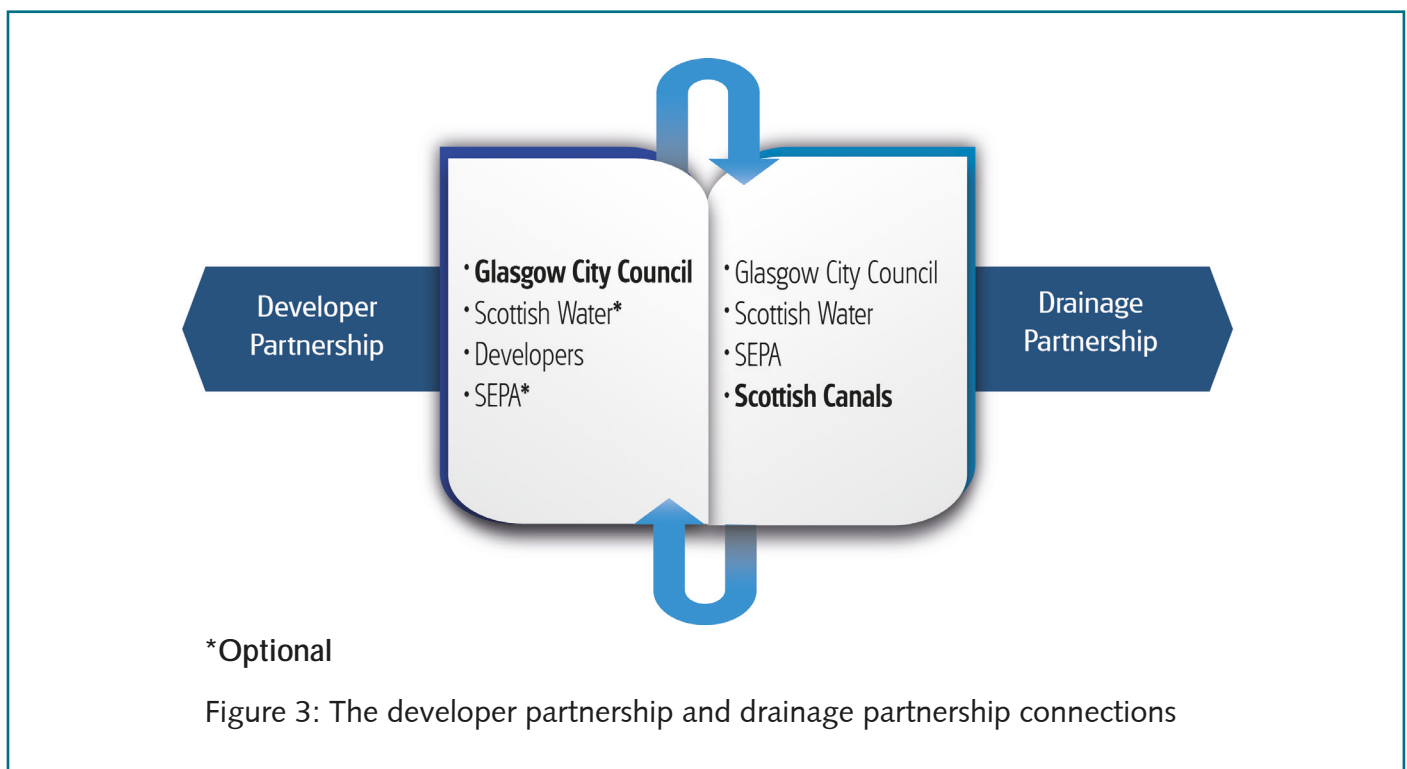 Developer
Partnership
· Glasgow City Council
· Scottish Water*
· Developers
· SEPA*
· Glasgow City Council
· Scottish Water
· SEPA
· Scottish Canals
Drainage
Partnership
*Optional
Figure 3: The developer partnership and drainage partnership connections